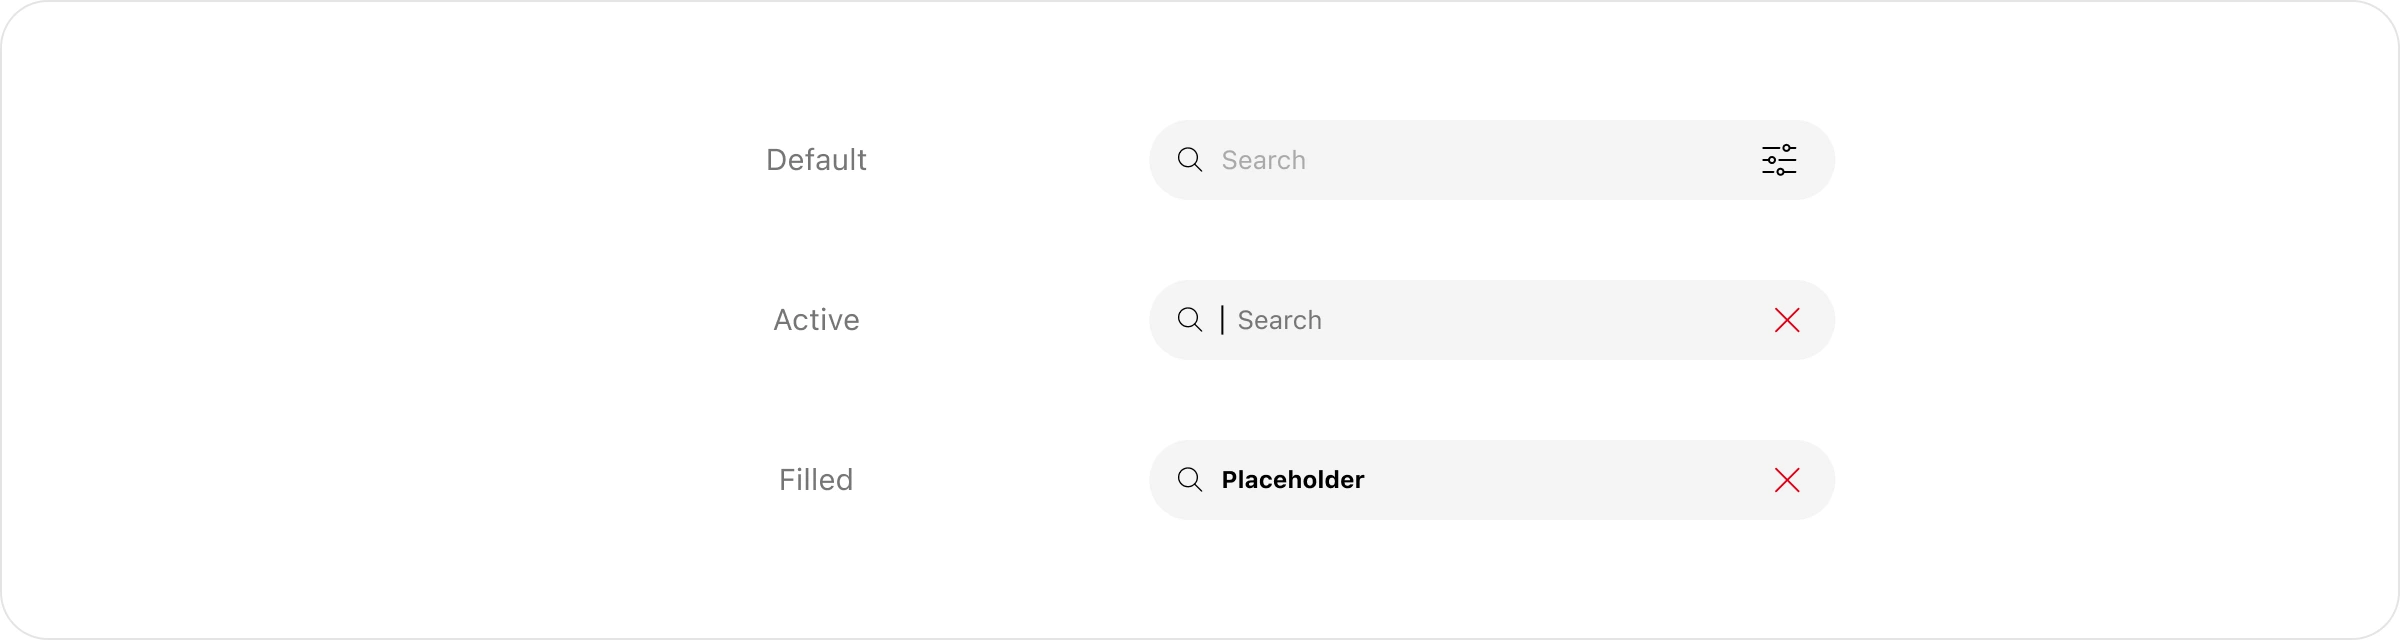 Default
Search
Active
Search
Filled
Placeholder